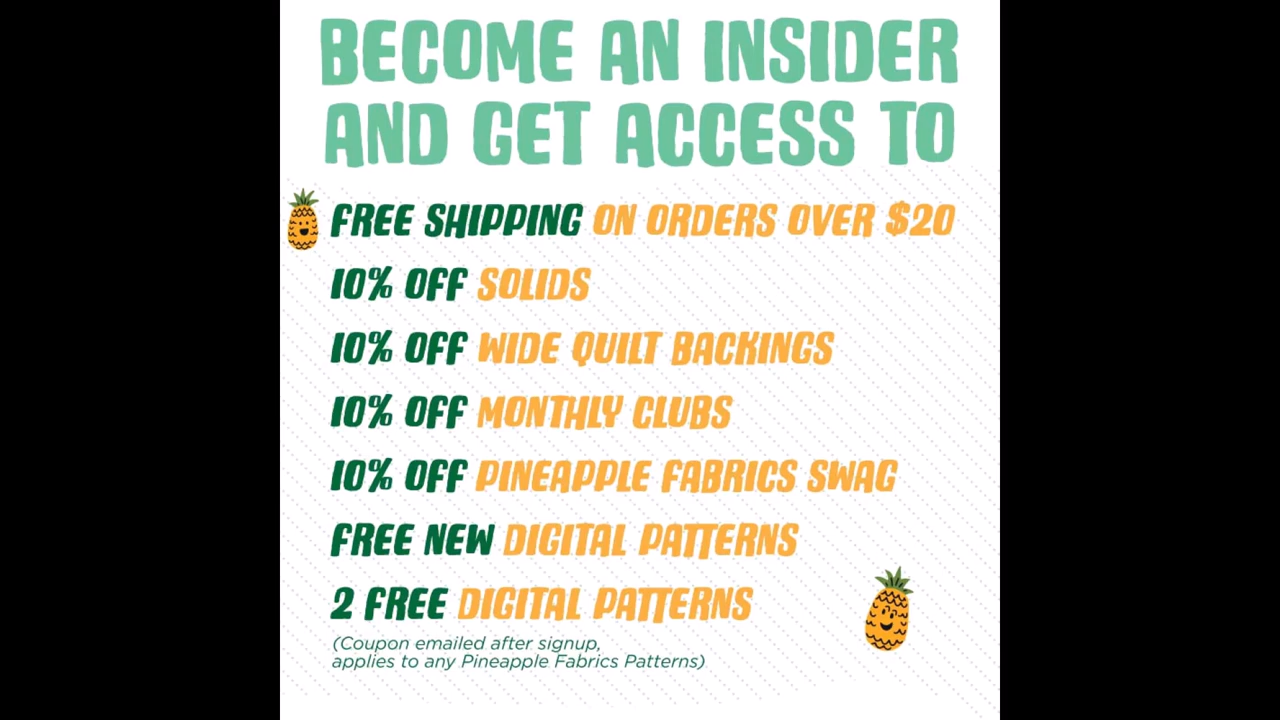 BECOME AN INSIDER
AND GET ACCESS TO
FREE SHIPPING ON ORDERS OVER $20
10% OFF SOLIDS
10% OFF WIDE QUILT BACKINGS
10% OFF MONTHLY CLUBS
10% OFF PINEAPPLE FABRICS SWAG
FREE NEW DIGITAL PATTERNS
2 FREE DIGITAL PATTERNS
(Coupon emailed after signup,
applies to any Pineapple Fabrics Patterns)